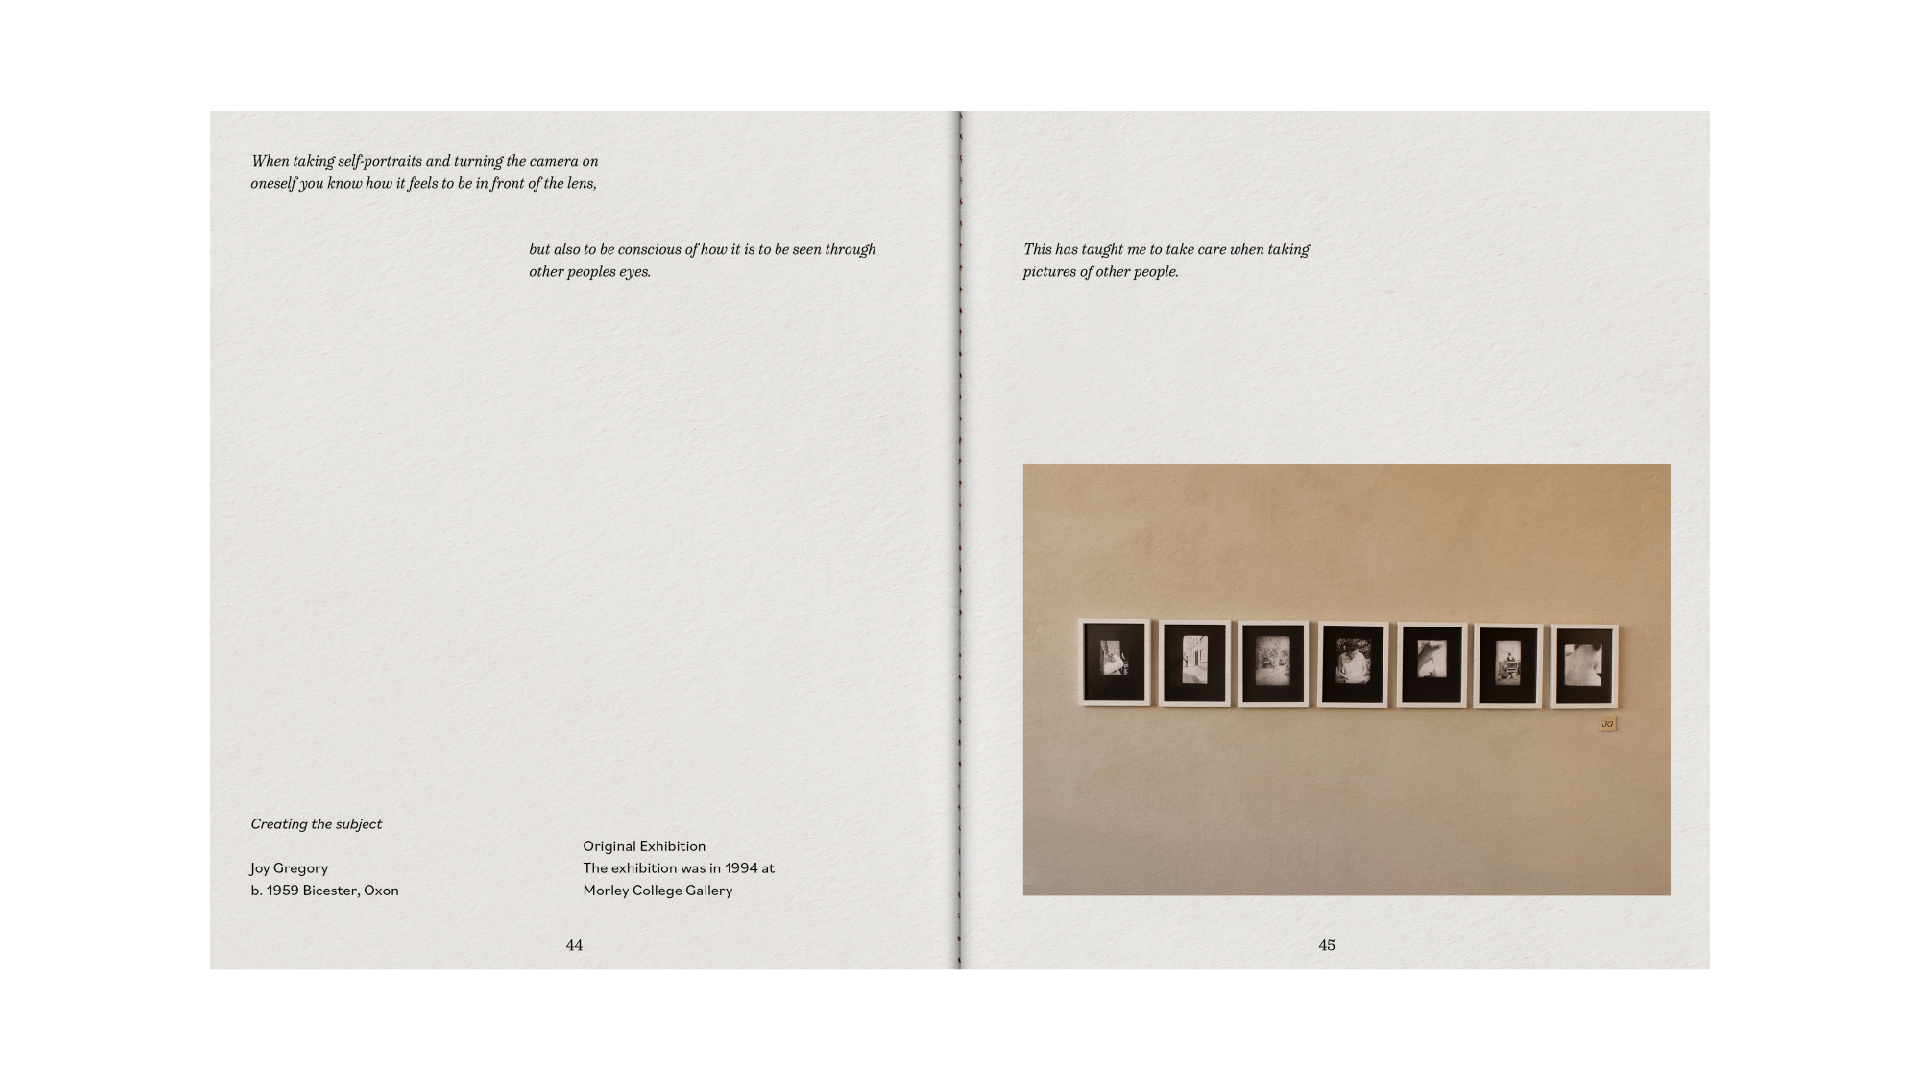 When taking self-portraits and turning the camera on
oneself you know how it feels to be in front of the lens,
but also to be conscious of how it is to be seen through
other peoples eyes.
Creating the subject
Joy Gregory
b. 1959 Bicester, Oxon
Original Exhibition
The exhibition was in 1994 at
Morley College Gallery
44
This has taught me to take care when taking
pictures of other people.
JG
45